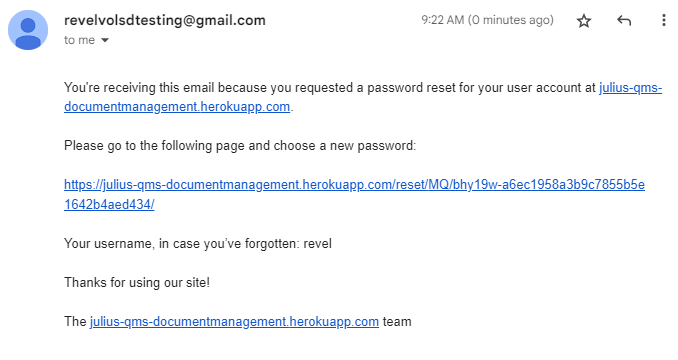 revelvolsdtesting@gmail.com 9:22 AM (0 minutes ago)
to me
You're receiving this email because you requested a password reset for your user account at julius-qms-
documentmanagement.herokuapp.com.
Please go to the following page and choose a new password:
https://julius-qms-documentmanagement.herokuapp.com/reset/MQ/bhy19w-a6ec1958a3b9c7855b5e
1642b4aed434/
Your username, in case you’ve forgotten: revel
Thanks for using our site!
The julius-qms-documentmanagement.herokuapp.com team